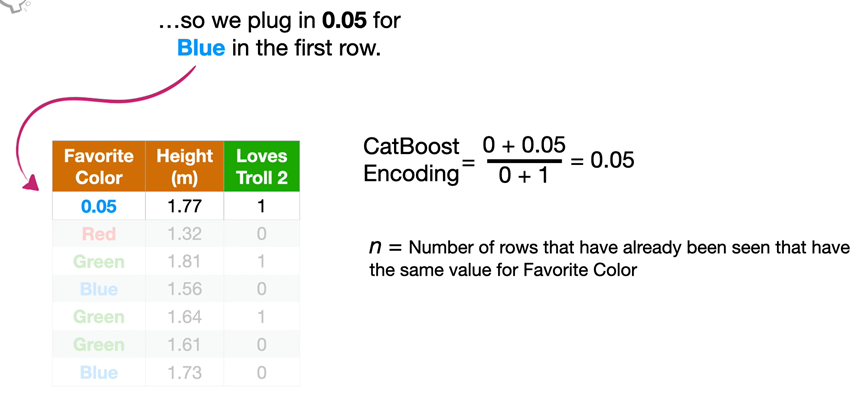 ...so we plug in 0.05 for
Blue in the first row.
Favorite Color Height (m) Loves Troll 2
0.05 1.77 1
Red 1.32 0
Green 1.81 1
Blue 1.56 0
Green 1.64 1
Green 1.61 0
Blue 1.73 0
CatBoost Encoding = 0 + 0.05 / 0 + 1 = 0.05
n = Number of rows that have already been seen that have
the same value for Favorite Color